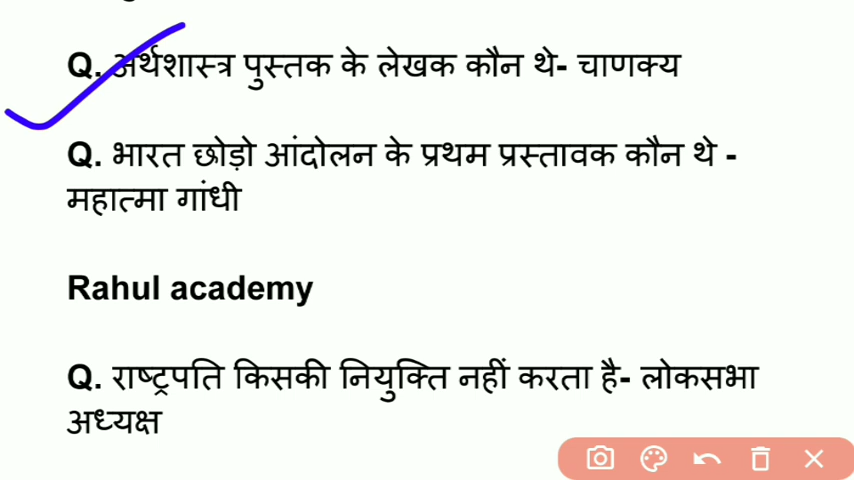 Q. अर्थशास्त्र पुस्तक के लेखक कौन थे- चाणक्य
Q. भारत छोड़ो आंदोलन के प्रथम प्रस्तावक कौन थे -
महात्मा गांधी
Rahul academy
Q. राष्ट्रपति किसकी नियुक्ति नहीं करता है- लोकसभा
अध्यक्ष